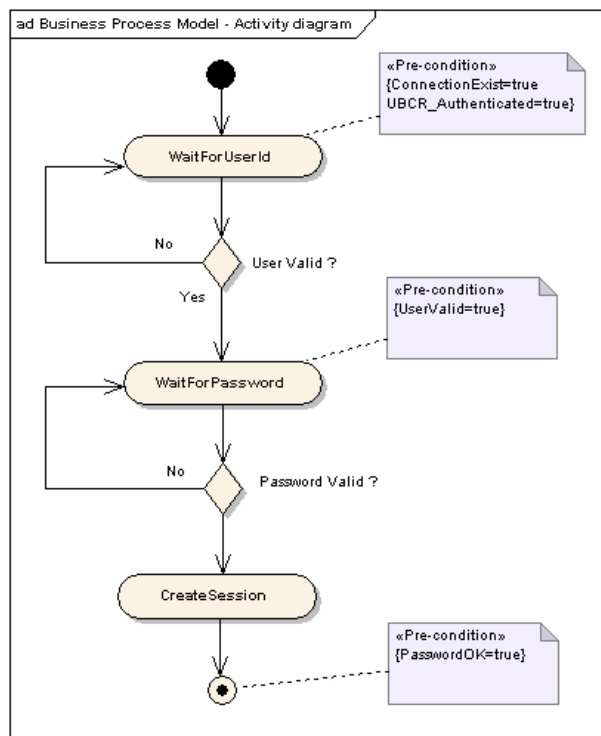 ad Business Process Model - Activity diagram
«Pre-condition»
{ConnectionExist=true
UBCR_Authenticated=true}
WaitForUserId
No
User Valid ?
Yes
«Pre-condition»
{UserValid=true}
WaitForPassword
No
Password Valid ?
CreateSession
«Pre-condition»
{PasswordOK=true}